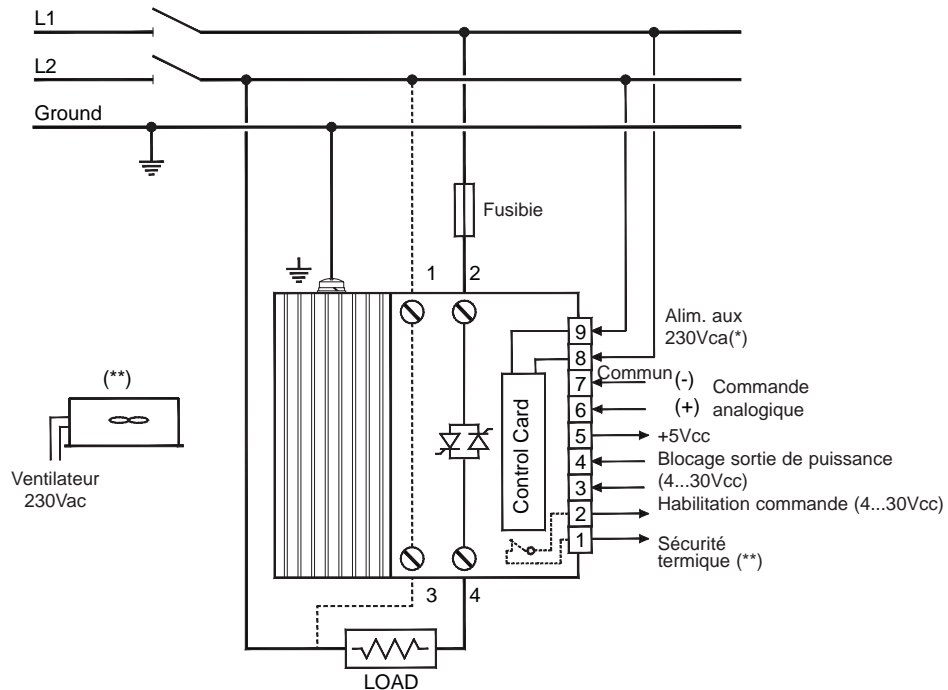 L1
L2
Ground
Fusibie
1 2
9
8
7
6
5
4
3
2
1
Control Card
Alim. aux
230Vca(*)
Commun (-)
(+)
Commande
analogique
+5Vcc
Blocage sortie de puissance
(4...30Vcc)
Habilitation commande (4...30Vcc)
Sécurité
termique (**)
(**)
Ventilateur
230Vac
3 4
LOAD